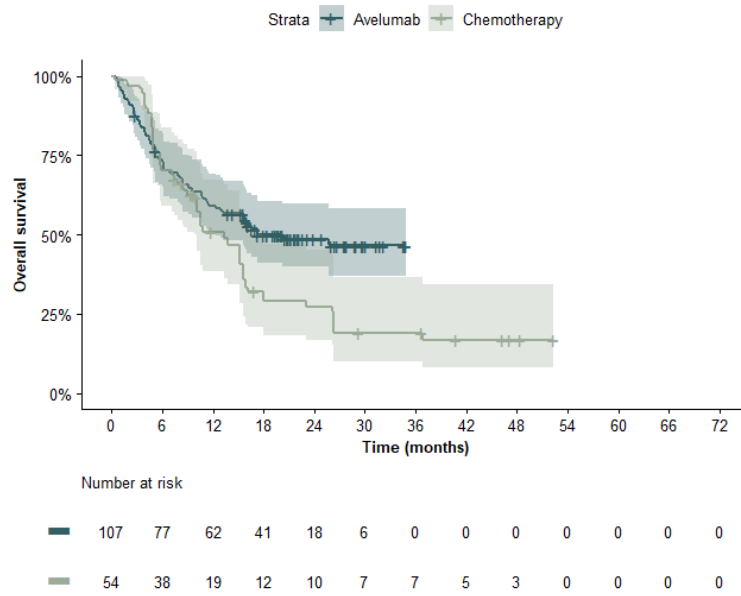 Strata Avelumab Chemotherapy
100%
75%
50%
25%
0%
Overall survival
0 6 12 18 24 30 36 42 48 54 60 66 72
Time (months)
Number at risk
107 77 62 41 18 6 0 0 0 0 0 0 0
54 38 19 12 10 7 7 5 3 0 0 0 0